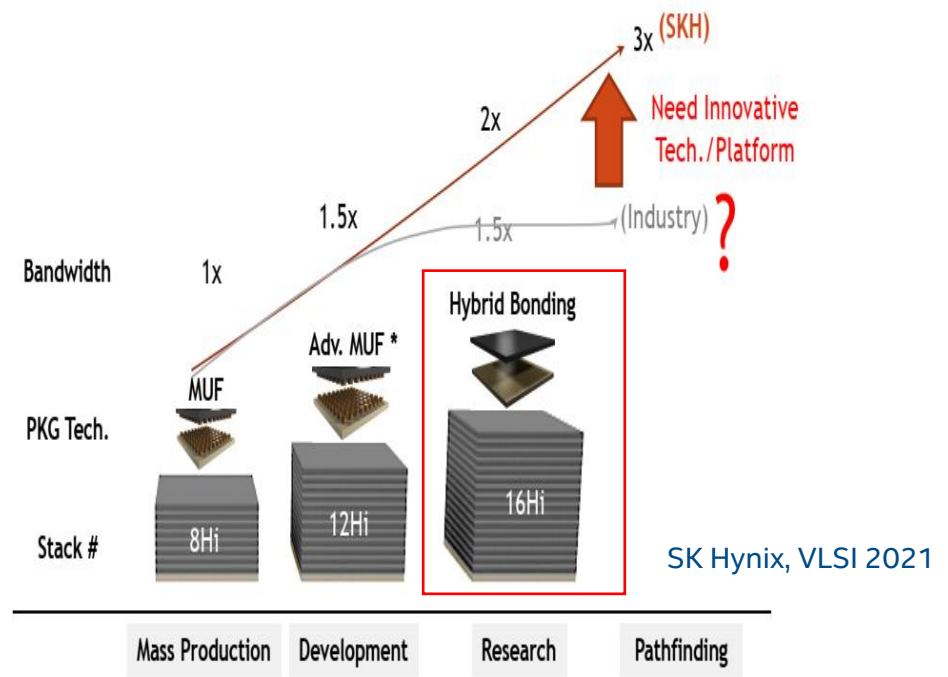 3x (SKH)
Need Innovative
Tech./Platform
2x
1.5x
1.5x
(Industry) ?
Bandwidth
1x
Hybrid Bonding
Adv. MUF *
MUF
PKG Tech.
Stack #
8Hi
12Hi
16Hi
SK Hynix, VLSI 2021
Mass Production
Development
Research
Pathfinding